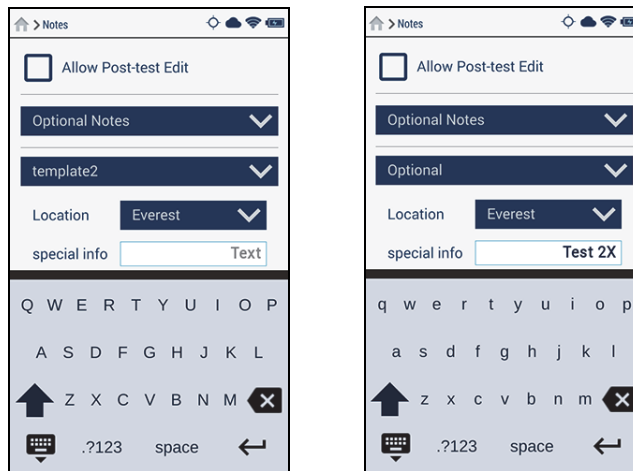 > Notes
Allow Post-test Edit
Optional Notes
template2
Location Everest
special info Text
Q W E R T Y U I O P
A S D F G H J K L
Z X C V B N M
.?123 space
> Notes
Allow Post-test Edit
Optional Notes
Optional
Location Everest
special info Test 2X
q w e r t y u i o p
a s d f g h j k l
z x c v b n m
.?123 space